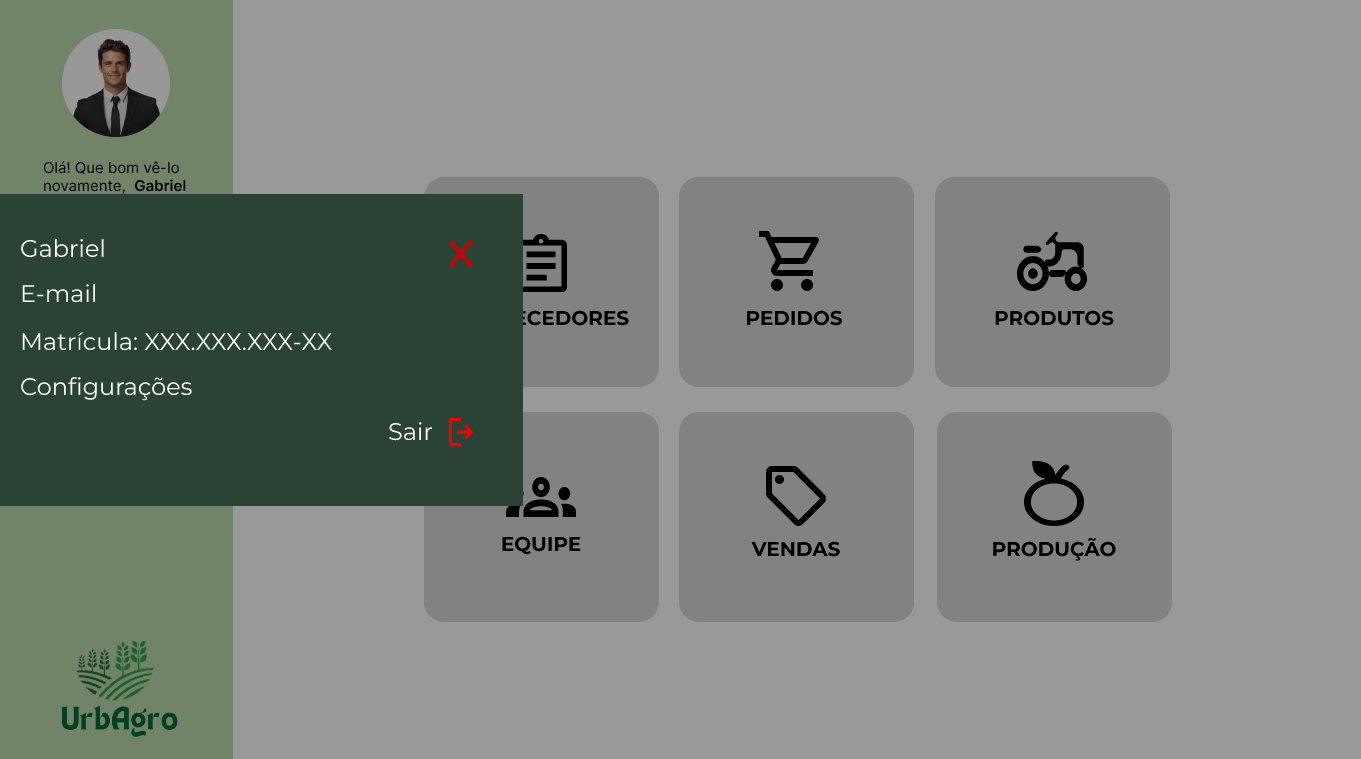 Olá! Que bom vê-lo
novamente, Gabriel
Gabriel
E-mail
Matrícula: XXX.XXX.XXX-XX
Configurações
Sair
ECEDORES
PEDIDOS
PRODUTOS
EQUIPE
VENDAS
PRODUÇÃO
UrbAgro